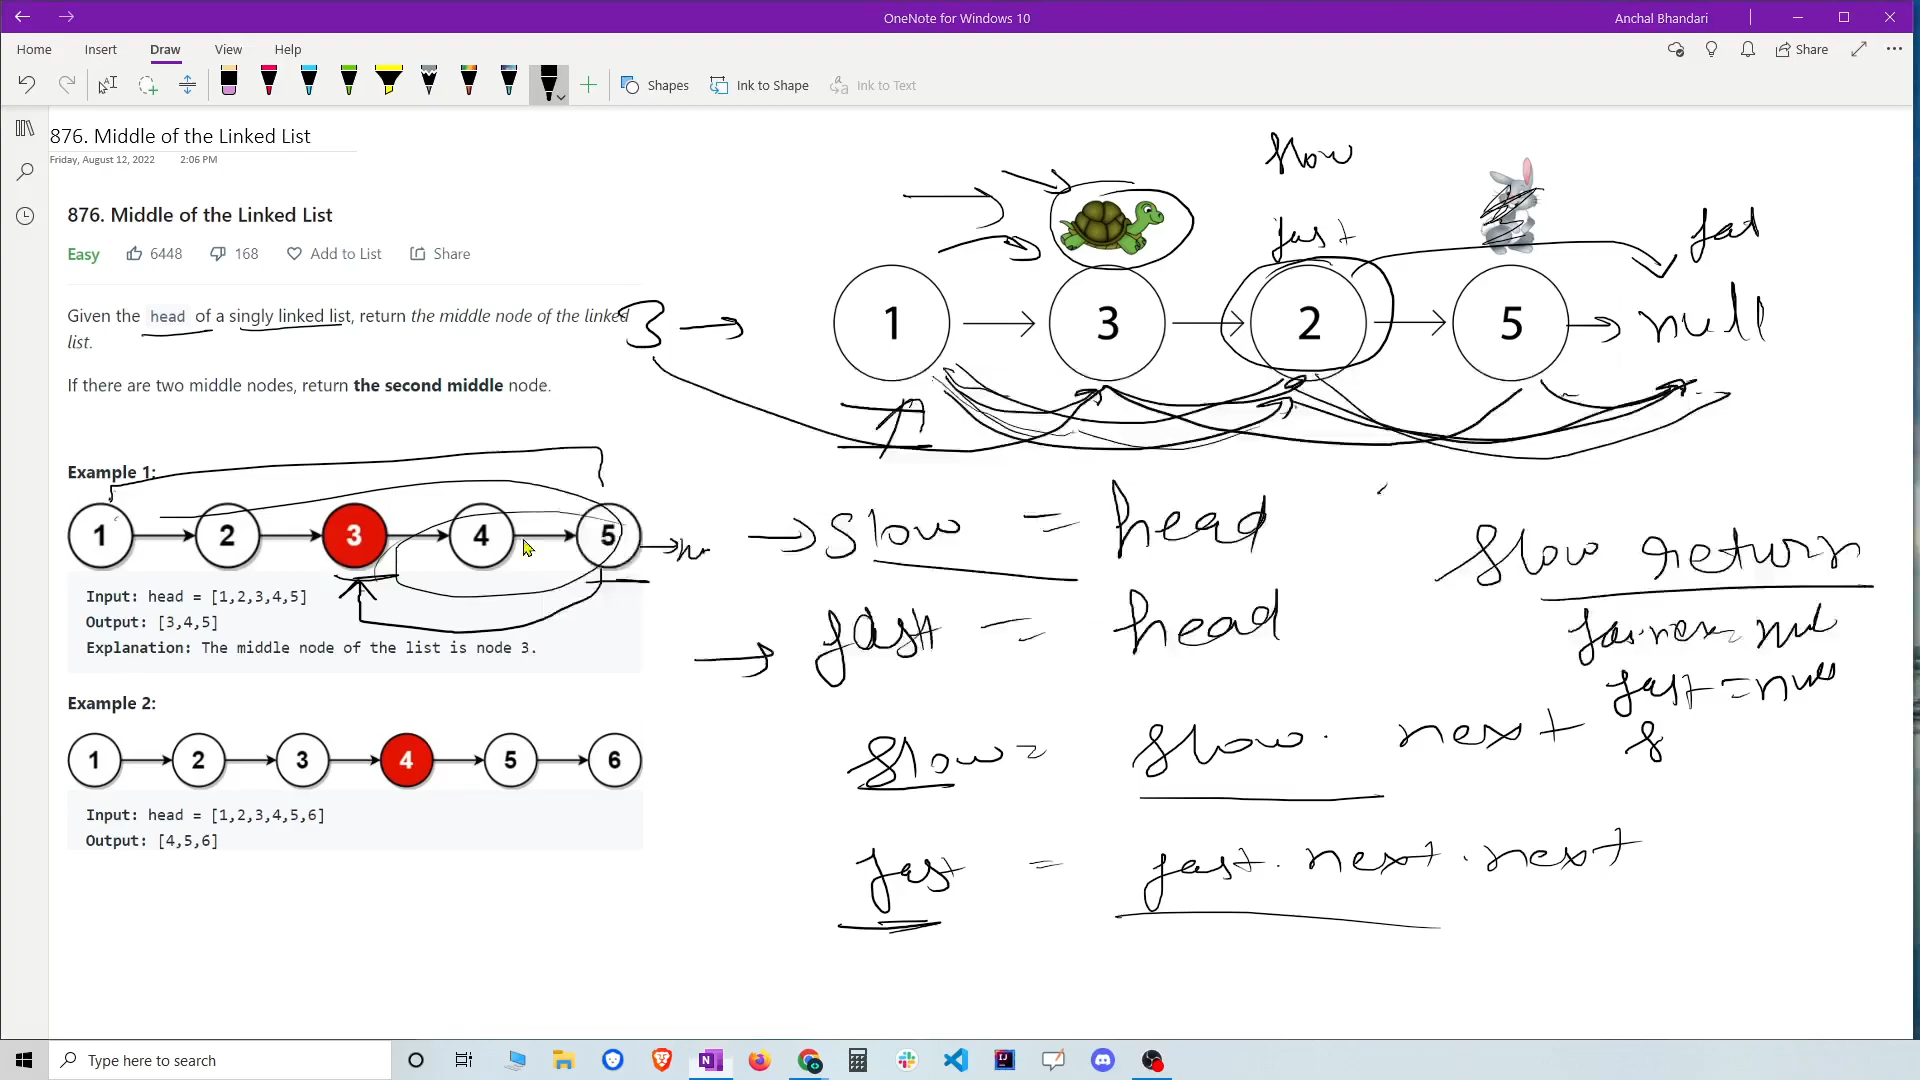 OneNote for Windows 10
Anchal Bhandari
Home Insert Draw View Help
Share
Shapes Ink to Shape Ink to Text
876. Middle of the Linked List
Friday, August 12, 2022 2:06 PM
876. Middle of the Linked List
Easy 6448 168 Add to List Share
Given the head of a singly linked list, return the middle node of the linked
list.
If there are two middle nodes, return the second middle node.
Example 1:
1 2 3 4 5
Input: head = [1,2,3,4,5]
Output: [3,4,5]
Explanation: The middle node of the list is node 3.
Example 2:
1 2 3 4 5 6
Input: head = [1,2,3,4,5,6]
Output: [4,5,6]
slow
fast
3 1 3 2 5 null
slow = head
fast = head
slow return
fast = null
slow = slow. next
fast = fast. next. next
Type here to search